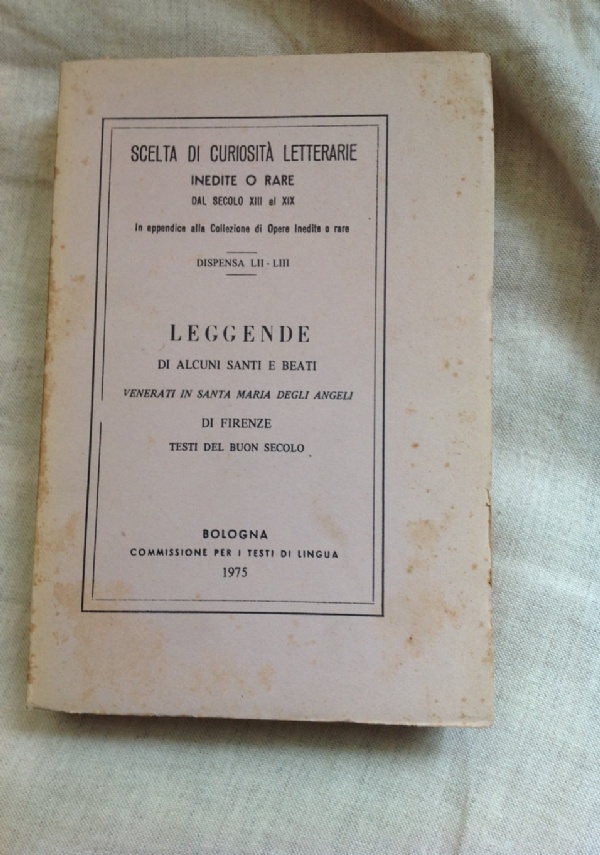 SCELTA DI CURIOSITÀ LETTERARIE
INEDITE O RARE
DAL SECOLO XIII al XIX
In appendice alla Collezione di Opere Inedite o rare
DISPENSA LII - LIII
LEGGENDE
DI ALCUNI SANTI E BEATI
VENERATI IN SANTA MARIA DEGLI ANGELI
DI FIRENZE
TESTI DEL BUON SECOLO
BOLOGNA
COMMISSIONE PER I TESTI DI LINGUA
1975